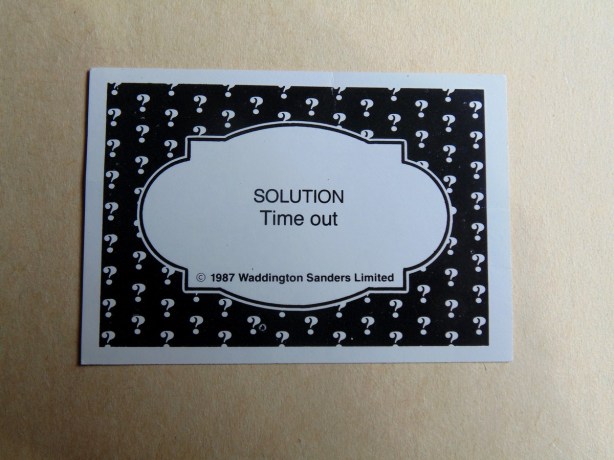 SOLUTION
Time out
© 1987 Waddington Sanders Limited